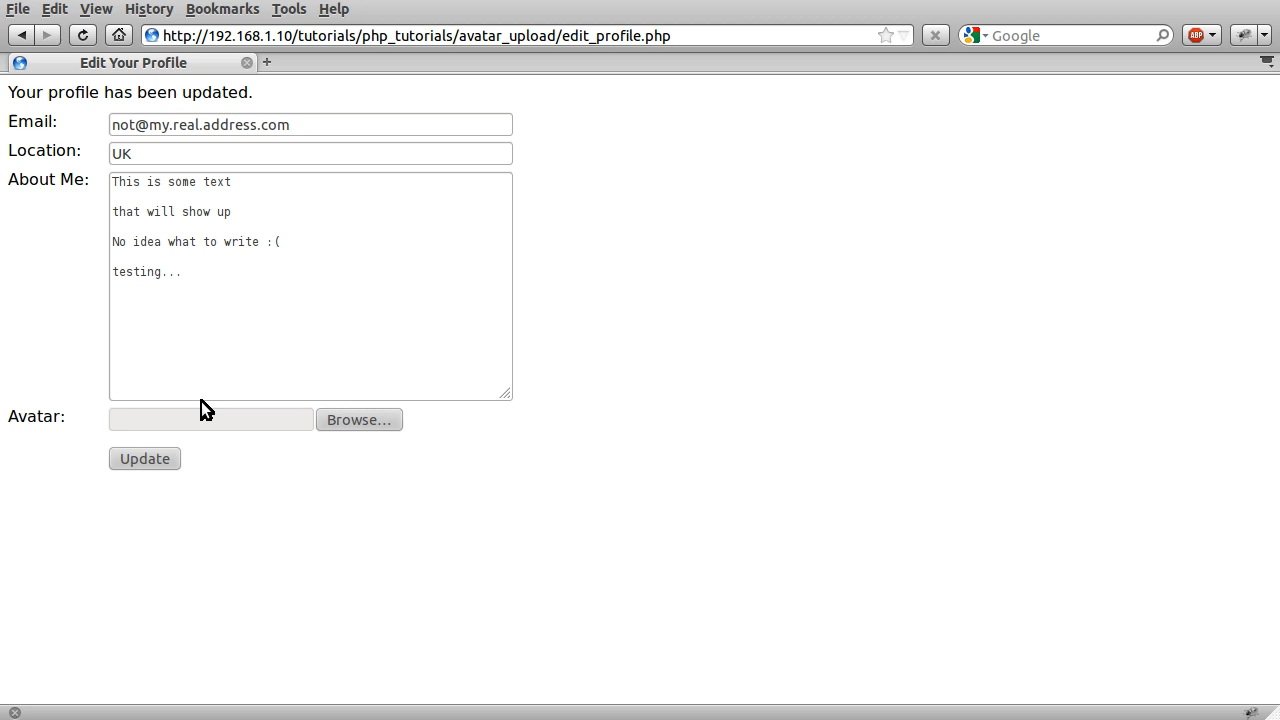 File Edit View History Bookmarks Tools Help
http://192.168.1.10/tutorials/php_tutorials/avatar_upload/edit_profile.php
Google
ABP
Edit Your Profile
Your profile has been updated.
Email: not@my.real.address.com
Location: UK
About Me: This is some text
that will show up
No idea what to write :(
testing...
Avatar: Browse...
Update